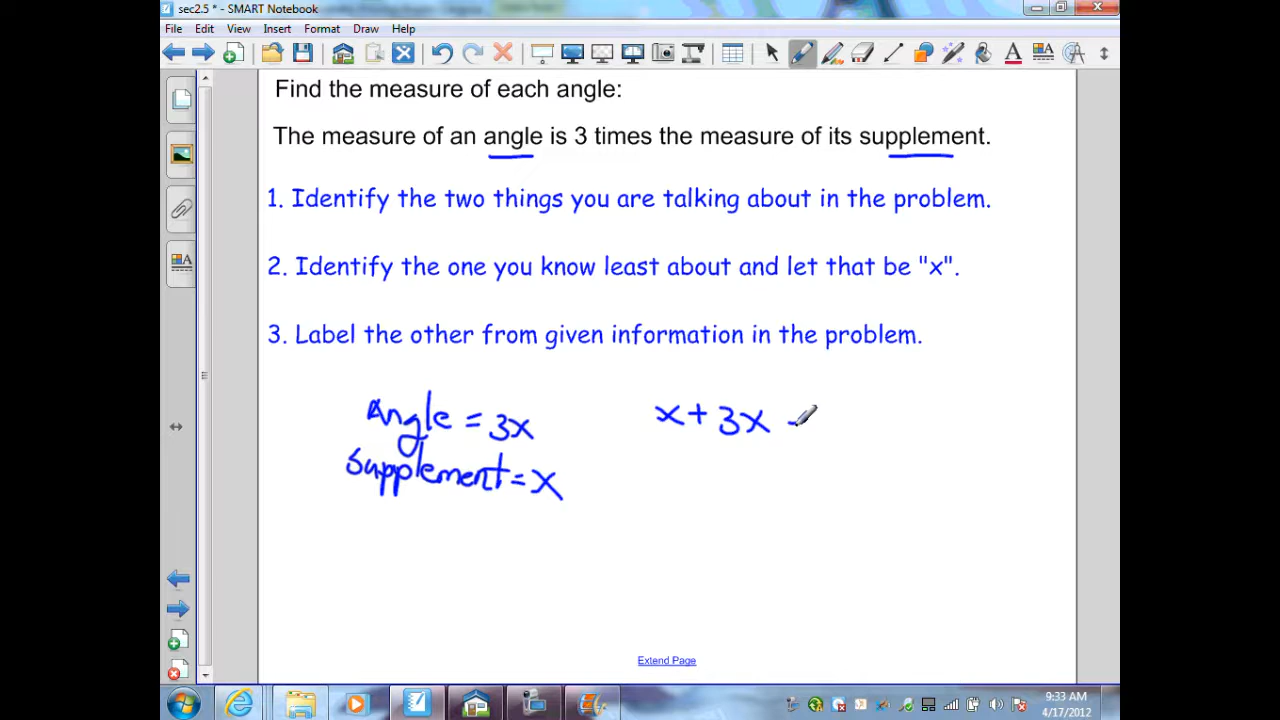 sec2.5 * - SMART Notebook
File Edit View Insert Format Draw Help
Find the measure of each angle:
The measure of an angle is 3 times the measure of its supplement.
1. Identify the two things you are talking about in the problem.
2. Identify the one you know least about and let that be "x".
3. Label the other from given information in the problem.
Angle = 3x
x + 3x
Supplement = x
Extend Page
9:33 AM
4/17/2012